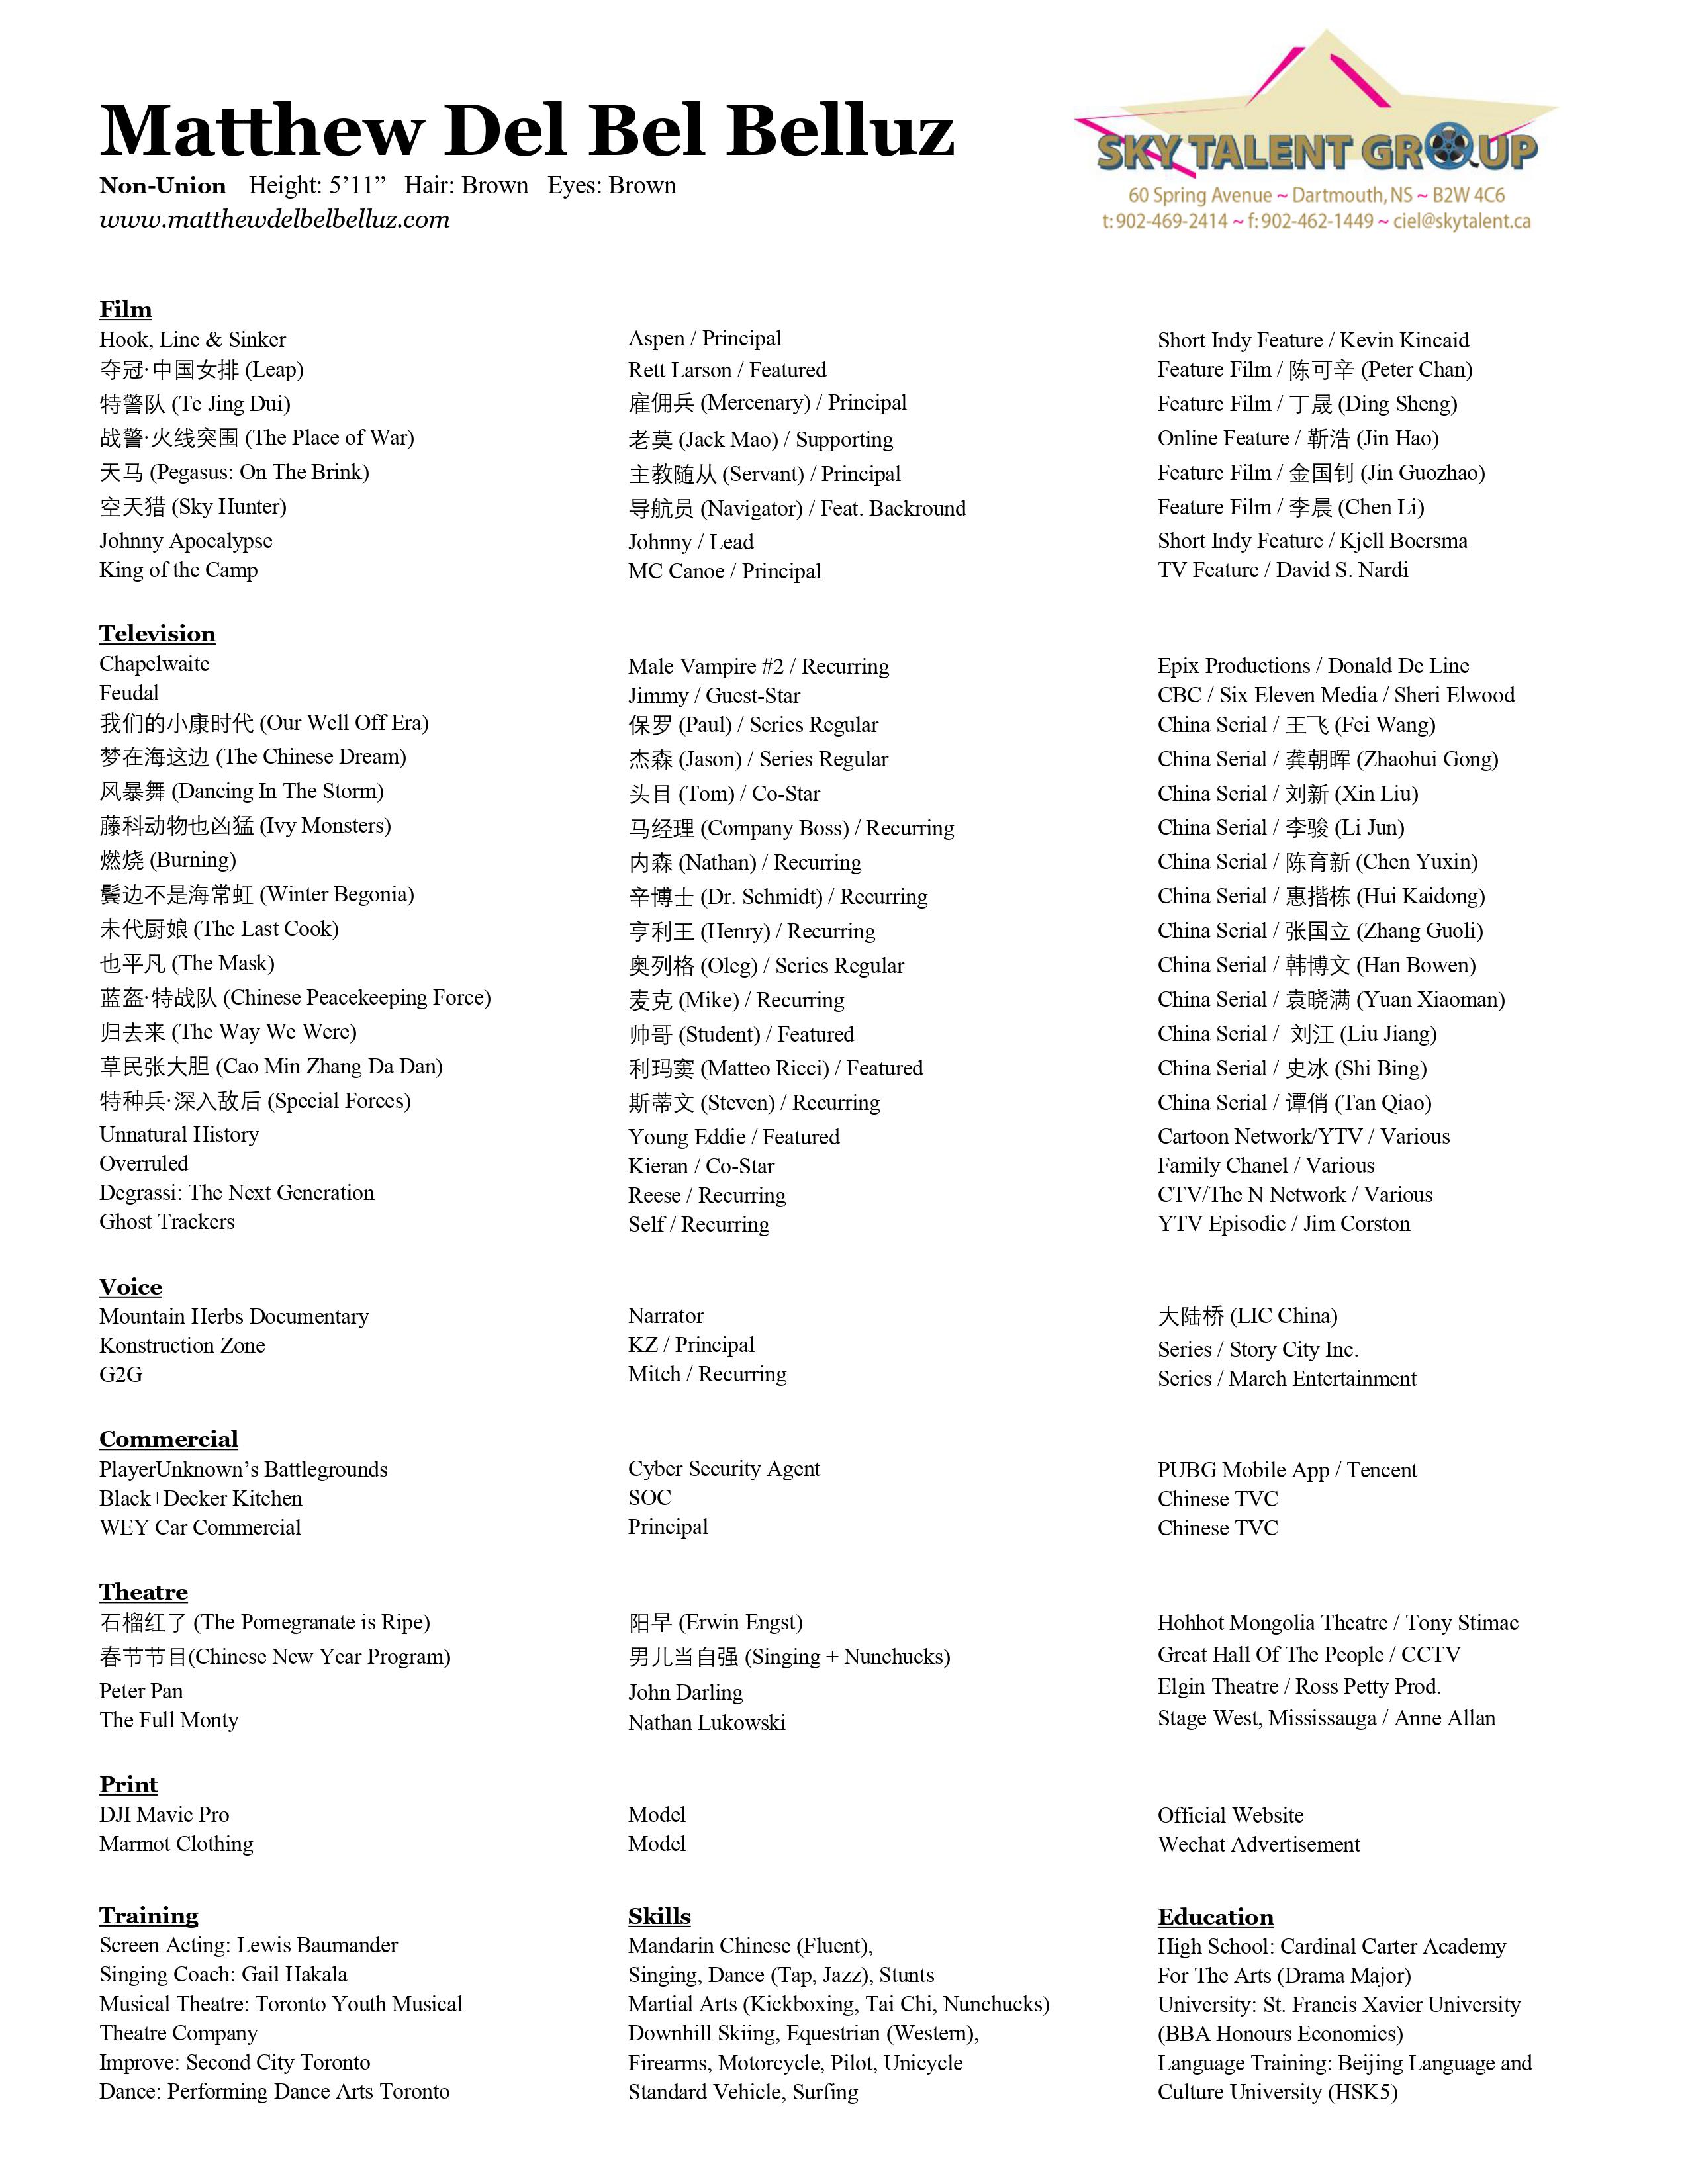 Matthew Del Bel Belluz
SKY TALENT GROUP
Non-Union Height: 5’11” Hair: Brown Eyes: Brown
60 Spring Avenue ~ Dartmouth, NS ~ B2W 4C6
www.matthewdelbelbelluz.com
t: 902-469-2414 ~ f: 902-462-1449 ~ ciel@skytalent.ca
Film
Hook, Line & Sinker Aspen / Principal Short Indy Feature / Kevin Kincaid
夺冠·中国女排 (Leap) Rett Larson / Featured Feature Film / 陈可辛 (Peter Chan)
特警队 (Te Jing Dui) 雇佣兵 (Mercenary) / Principal Feature Film / 丁晟 (Ding Sheng)
战警·火线突围 (The Place of War) 老莫 (Jack Mao) / Supporting Online Feature / 靳浩 (Jin Hao)
天马 (Pegasus: On The Brink) 主教随从 (Servant) / Principal Feature Film / 金国钊 (Jin Guozhao)
空天猎 (Sky Hunter) 导航员 (Navigator) / Feat. Backround Feature Film / 李晨 (Chen Li)
Johnny Apocalypse Johnny / Lead Short Indy Feature / Kjell Boersma
King of the Camp MC Canoe / Principal TV Feature / David S. Nardi
Television
Chapelwaite Male Vampire #2 / Recurring Epix Productions / Donald De Line
Feudal Jimmy / Guest-Star CBC / Six Eleven Media / Sheri Elwood
我们的小康时代 (Our Well Off Era) 保罗 (Paul) / Series Regular China Serial / 王飞 (Fei Wang)
梦在海这边 (The Chinese Dream) 杰森 (Jason) / Series Regular China Serial / 龚朝晖 (Zhaohui Gong)
风暴舞 (Dancing In The Storm) 头目 (Tom) / Co-Star China Serial / 刘新 (Xin Liu)
藤科动物也凶猛 (Ivy Monsters) 马经理 (Company Boss) / Recurring China Serial / 李骏 (Li Jun)
燃烧 (Burning) 内森 (Nathan) / Recurring China Serial / 陈育新 (Chen Yuxin)
鬓边不是海常虹 (Winter Begonia) 辛博士 (Dr. Schmidt) / Recurring China Serial / 惠揩栋 (Hui Kaidong)
未代厨娘 (The Last Cook) 亨利王 (Henry) / Recurring China Serial / 张国立 (Zhang Guoli)
也平凡 (The Mask) 奥列格 (Oleg) / Series Regular China Serial / 韩博文 (Han Bowen)
蓝盔·特战队 (Chinese Peacekeeping Force) 麦克 (Mike) / Recurring China Serial / 袁晓满 (Yuan Xiaoman)
归去来 (The Way We Were) 帅哥 (Student) / Featured China Serial / 刘江 (Liu Jiang)
草民张大胆 (Cao Min Zhang Da Dan) 利玛窦 (Matteo Ricci) / Featured China Serial / 史冰 (Shi Bing)
特种兵·深入敌后 (Special Forces) 斯蒂文 (Steven) / Recurring China Serial / 谭俏 (Tan Qiao)
Unnatural History Young Eddie / Featured Cartoon Network/YTV / Various
Overruled Kieran / Co-Star Family Chanel / Various
Degrassi: The Next Generation Reese / Recurring CTV/The N Network / Various
Ghost Trackers Self / Recurring YTV Episodic / Jim Corston
Voice
Mountain Herbs Documentary Narrator 大陆桥 (LIC China)
Konstruction Zone KZ / Principal Series / Story City Inc.
G2G Mitch / Recurring Series / March Entertainment
Commercial
PlayerUnknown’s Battlegrounds Cyber Security Agent PUBG Mobile App / Tencent
Black+Decker Kitchen SOC Chinese TVC
WEY Car Commercial Principal Chinese TVC
Theatre
石榴红了 (The Pomegranate is Ripe) 阳早 (Erwin Engst) Hohhot Mongolia Theatre / Tony Stimac
春节节目(Chinese New Year Program) 男儿当自强 (Singing + Nunchucks) Great Hall Of The People / CCTV
Peter Pan John Darling Elgin Theatre / Ross Petty Prod.
The Full Monty Nathan Lukowski Stage West, Mississauga / Anne Allan
Print
DJI Mavic Pro Model Official Website
Marmot Clothing Model Wechat Advertisement
Training
Screen Acting: Lewis Baumander
Singing Coach: Gail Hakala
Musical Theatre: Toronto Youth Musical
Theatre Company
Improve: Second City Toronto
Dance: Performing Dance Arts Toronto
Skills
Mandarin Chinese (Fluent),
Singing, Dance (Tap, Jazz), Stunts
Martial Arts (Kickboxing, Tai Chi, Nunchucks)
Downhill Skiing, Equestrian (Western),
Firearms, Motorcycle, Pilot, Unicycle
Standard Vehicle, Surfing
Education
High School: Cardinal Carter Academy
For The Arts (Drama Major)
University: St. Francis Xavier University
(BBA Honours Economics)
Language Training: Beijing Language and
Culture University (HSK5)